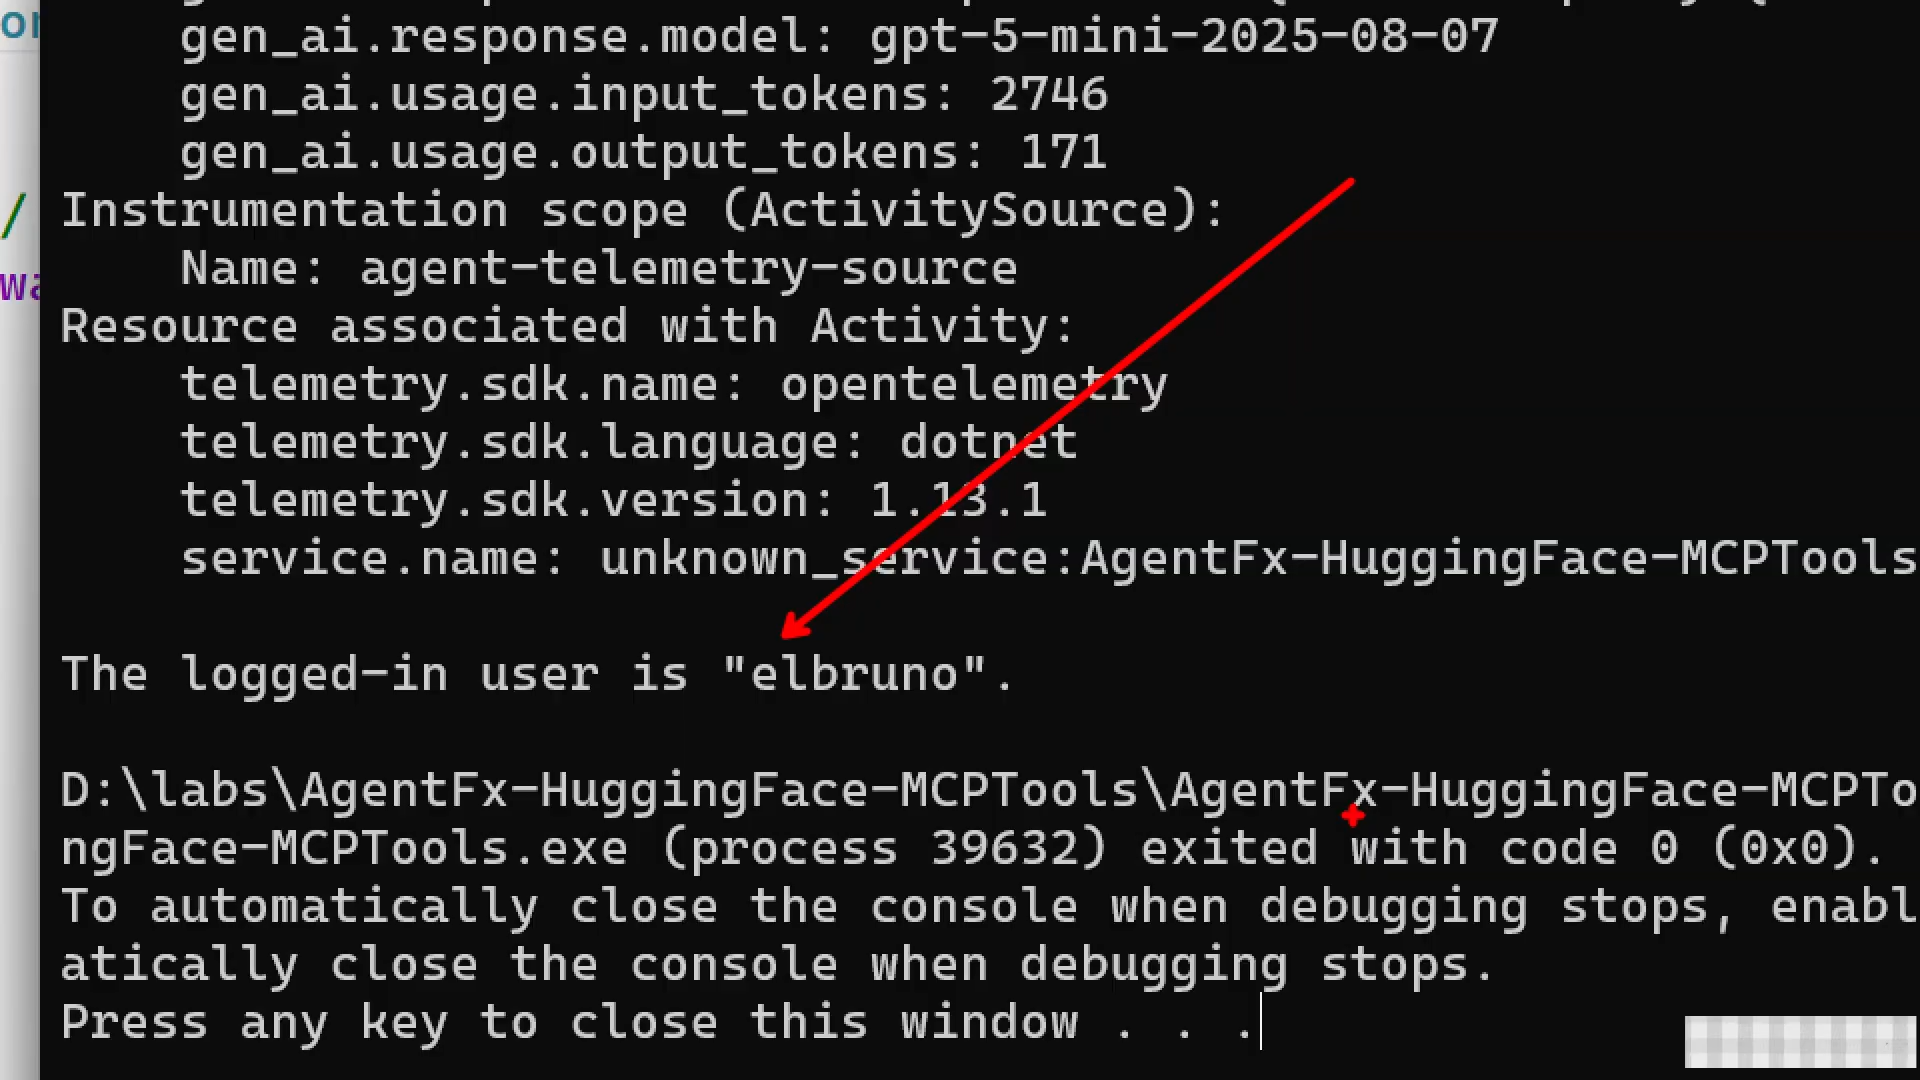 gen_ai.response.model: gpt-5-mini-2025-08-07
gen_ai.usage.input_tokens: 2746
gen_ai.usage.output_tokens: 171
Instrumentation scope (ActivitySource):
Name: agent-telemetry-source
Resource associated with Activity:
telemetry.sdk.name: opentelemetry
telemetry.sdk.language: dotnet
telemetry.sdk.version: 1.13.1
service.name: unknown_service:AgentFx-HuggingFace-MCPTools
The logged-in user is "elbruno".
D:\labs\AgentFx-HuggingFace-MCPTools\AgentFx-HuggingFace-MCPTo
ngFace-MCPTools.exe (process 39632) exited with code 0 (0x0).
To automatically close the console when debugging stops, enabl
atically close the console when debugging stops.
Press any key to close this window . . .